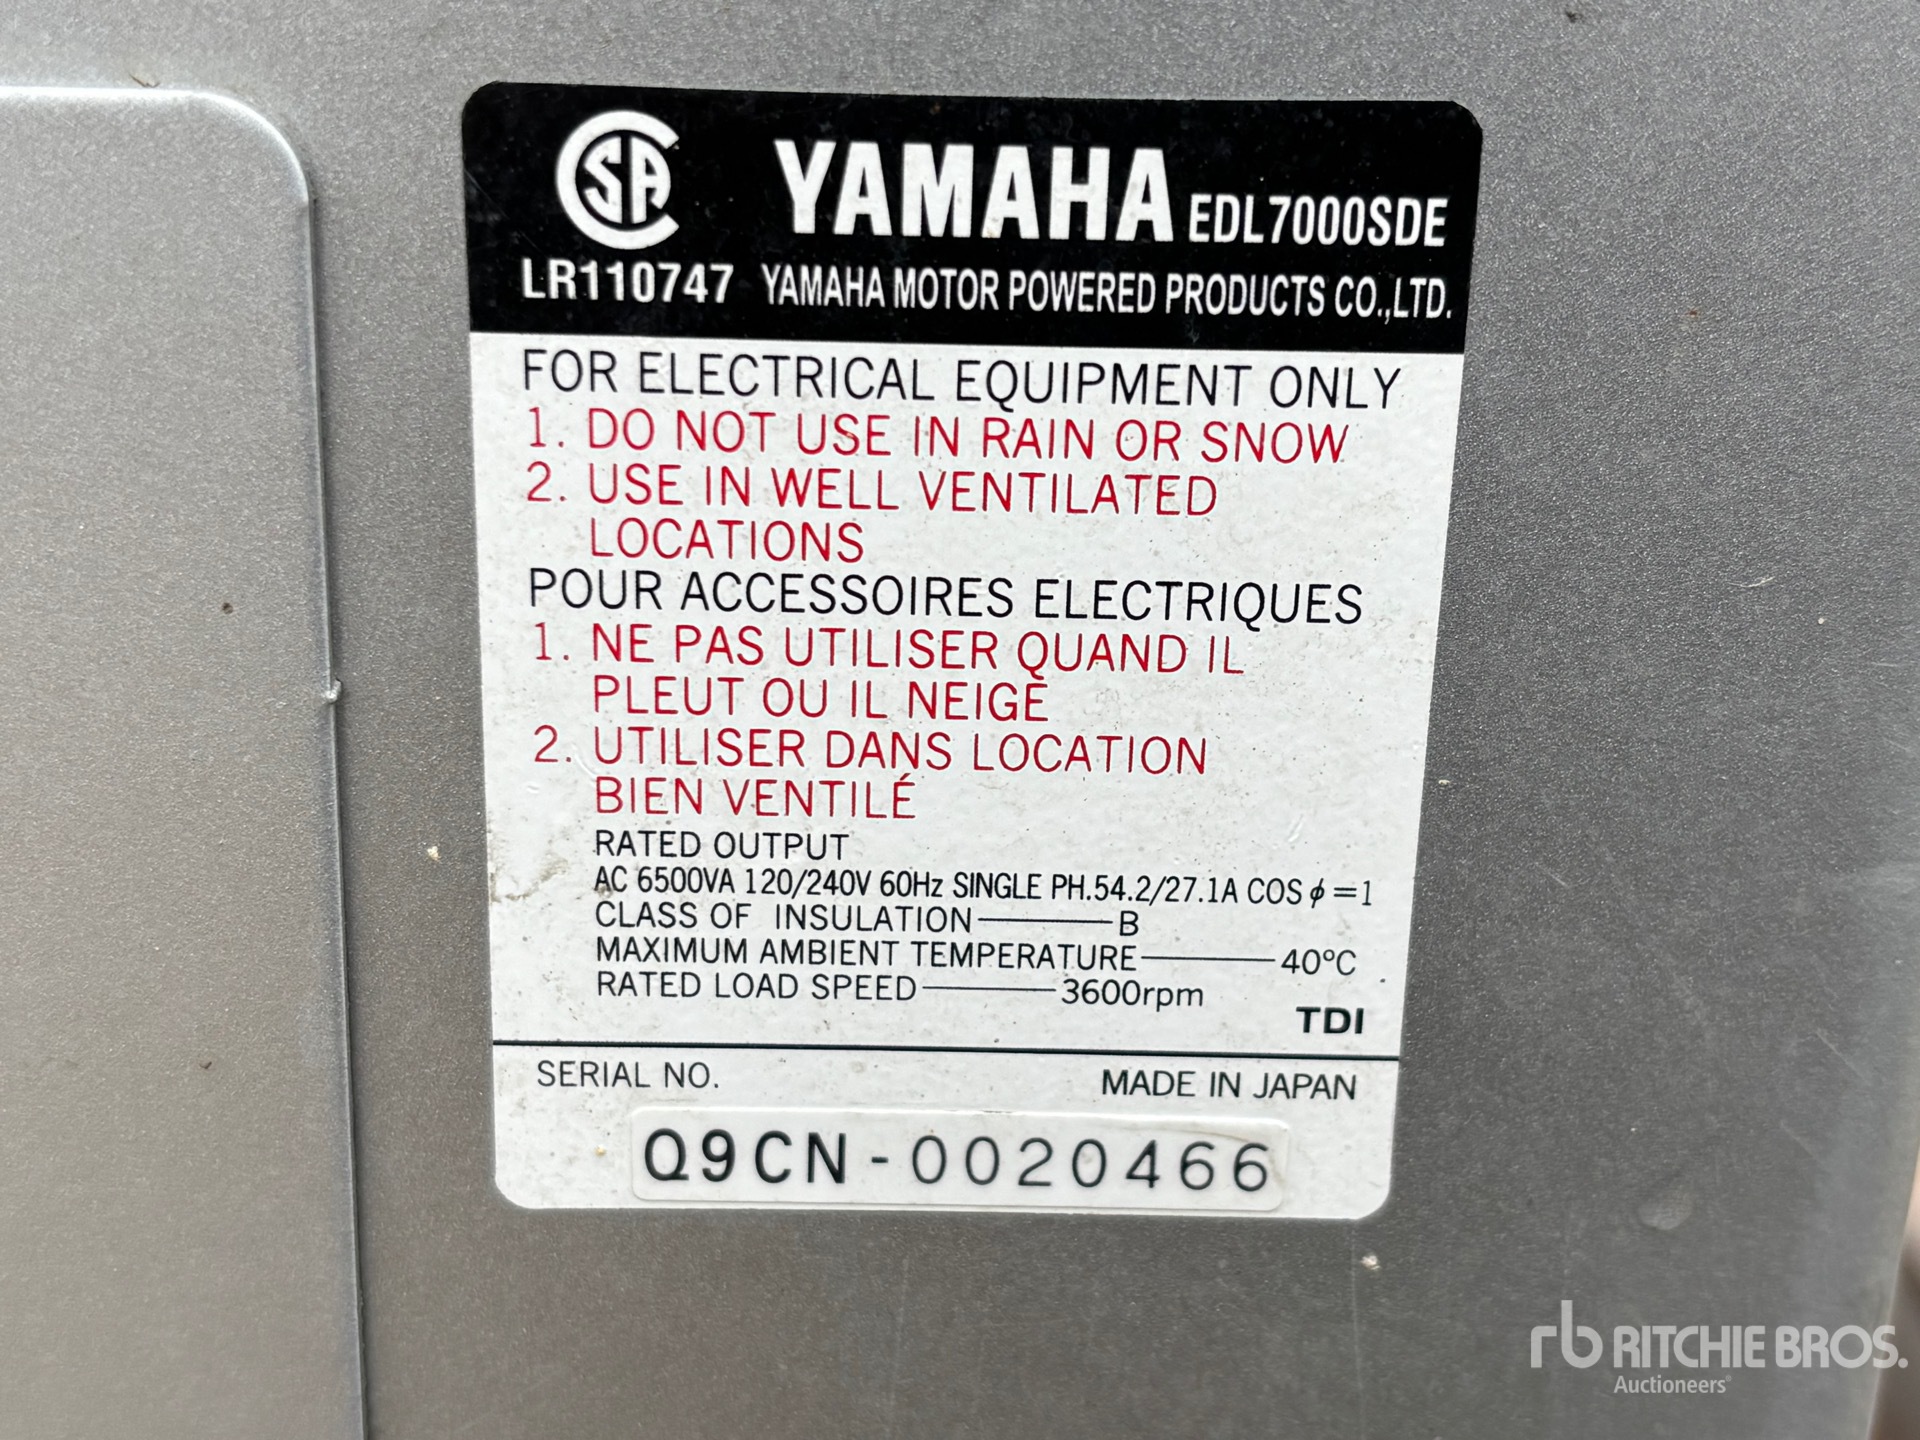 CSA YAMAHA EDL7000SDE
LR110747 YAMAHA MOTOR POWERED PRODUCTS CO.,LTD.
FOR ELECTRICAL EQUIPMENT ONLY
1. DO NOT USE IN RAIN OR SNOW
2. USE IN WELL VENTILATED
LOCATIONS
POUR ACCESSOIRES ELECTRIQUES
1. NE PAS UTILISER QUAND IL
PLEUT OU IL NEIGE
2. UTILISER DANS LOCATION
BIEN VENTILÉ
RATED OUTPUT
AC 6500VA 120/240V 60Hz SINGLE PH.54.2/27.1A COS ϕ =1
CLASS OF INSULATION B
MAXIMUM AMBIENT TEMPERATURE 40°C
RATED LOAD SPEED 3600rpm
TDI
SERIAL NO. MADE IN JAPAN
Q9CN-0020466
rb RITCHIE BROS.
Auctioneers